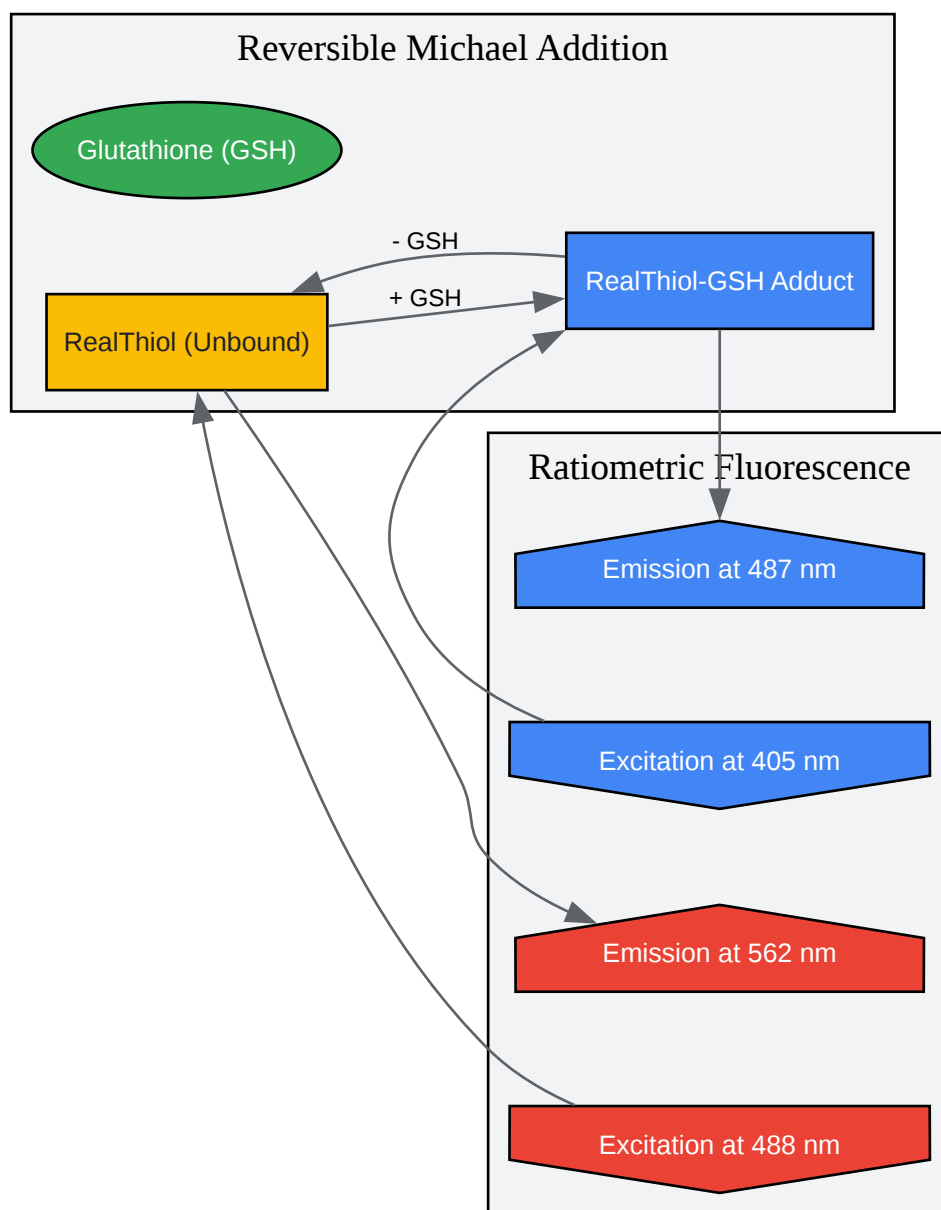 Reversible Michael Addition
Glutathione (GSH)
- GSH
RealThiol-GSH Adduct
+ GSH
RealThiol (Unbound)
Ratiometric Fluorescence
Emission at 487 nm
Excitation at 405 nm
Emission at 562 nm
Excitation at 488 nm